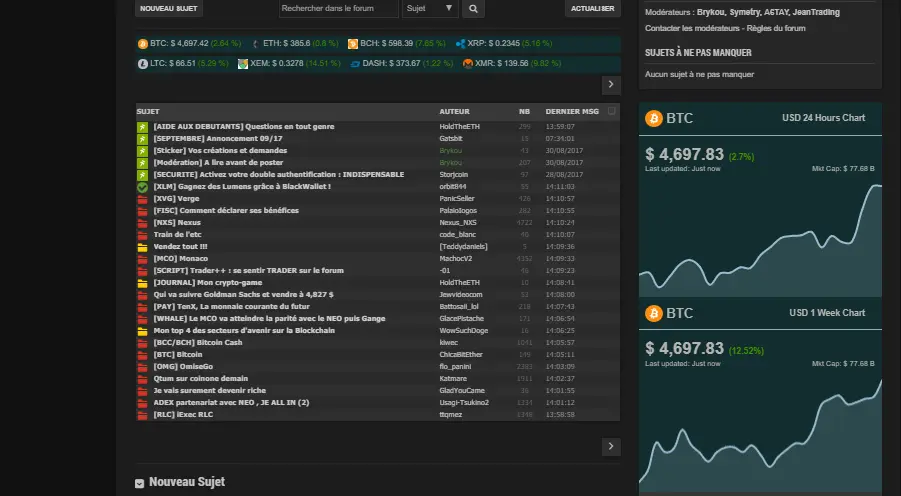 NOUVEAU SUJET
Rechercher dans le forum
Sujet
ACTUALISER
BTC: $ 4,697.42 (2.64 %) ETH: $ 385.6 (0.8 %) BCH: $ 598.39 (7.65 %) XRP: $ 0.2345 (5.16 %)
LTC: $ 66.51 (5.29 %) XEM: $ 0.3278 (14.51 %) DASH: $ 373.67 (1.22 %) XMR: $ 139.56 (9.82 %)
SUJET AUTEUR NB DERNIER MSG
[AIDE AUX DEBUTANTS] Questions en tout genre HoldTheETH 299 13:59:07
[SEPTEMBRE] Annoncement 09/17 Gatsbit 15 07:34:01
[Sticker] Vos créations et demandes Brykou 43 30/08/2017
[Modération] A lire avant de poster Brykou 207 30/08/2017
[SECURITE] Activez votre double authentification : INDISPENSABLE Storjcoin 57 28/08/2017
[XLM] Gagnez des Lumens grâce à BlackWallet ! orbit844 55 14:11:03
[XVG] Verge PanicSeller 426 14:10:57
[FISC] Comment déclarer ses bénéfices Palalologos 282 14:10:55
[NXS] Nexus Nexus_NXS 4722 14:10:24
Train de l'etc code_blanc 40 14:10:07
Vendez tout !!! [Teddydaniels] 5 14:09:36
[MCO] Monaco MachocV2 4352 14:09:33
[SCRIPT] Trader++ : se sentir TRADER sur le forum -01 46 14:09:23
[JOURNAL] Mon crypto-game HoldTheETH 10 14:08:41
Qui va suivre Goldman Sachs et vendre à 4,827 $ Jewvideocom 53 14:08:00
[PAY] TenX, La monnaie courante du futur Battosaii_lol 218 14:07:43
[WHALE] Le MCO va atteindre la parité avec le NEO puis Gange GlacePistache 171 14:06:54
Mon top 4 des secteurs d'avenir sur la Blockchain WowSuchDoge 16 14:06:25
[BCC/BCH] Bitcoin Cash kiwec 1041 14:05:57
[BTC] Bitcoin ChicaBitEther 149 14:05:11
[OMG] OmiseGo flo_panini 2383 14:03:09
Qtum sur coinone demain Katmare 1911 14:02:37
Je vais surement devenir riche GladYouCame 36 14:01:55
ADEX partenariat avec NEO , JE ALL IN (2) Usagi-Tsukino2 1334 14:01:12
[RLC] iExec RLC ttqmez 1348 13:58:58
Nouveau Sujet
Modérateurs : Brykou, Symetry, A6TAY, JeanTrading
Contacter les modérateurs - Règles du forum
SUJETS À NE PAS MANQUER
Aucun sujet à ne pas manquer
BTC USD 24 Hours Chart
$ 4,697.83 (2.7%)
Last updated: Just now Mkt Cap: $ 77.68 B
BTC USD 1 Week Chart
$ 4,697.83 (12.52%)
Last updated: Just now Mkt Cap: $ 77.68 B